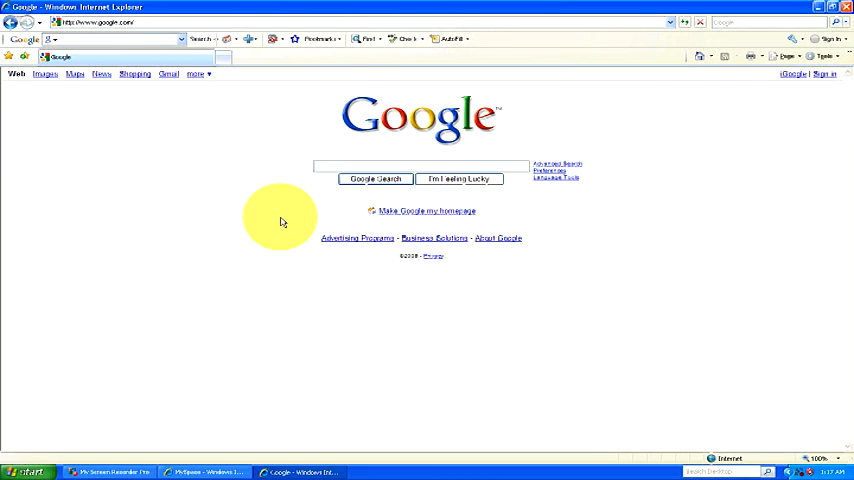 Google - Windows Internet Explorer
http://www.google.com/
Google
Google
Search
Bookmarks
Find
Check
AutoFill
Sign In
Google
Page
Tools
Web Images Maps News Shopping Gmail more ▼
iGoogle | Sign in
Google™
Advanced Search
Preferences
Language Tools
Google Search
I'm Feeling Lucky
Make Google my homepage
Advertising Programs - Business Solutions - About Google
©2008 - Privacy
Internet
100%
start
My Screen Recorder Pro
MySpace - Windows I...
Google - Windows Int...
Search Desktop
1:17 AM